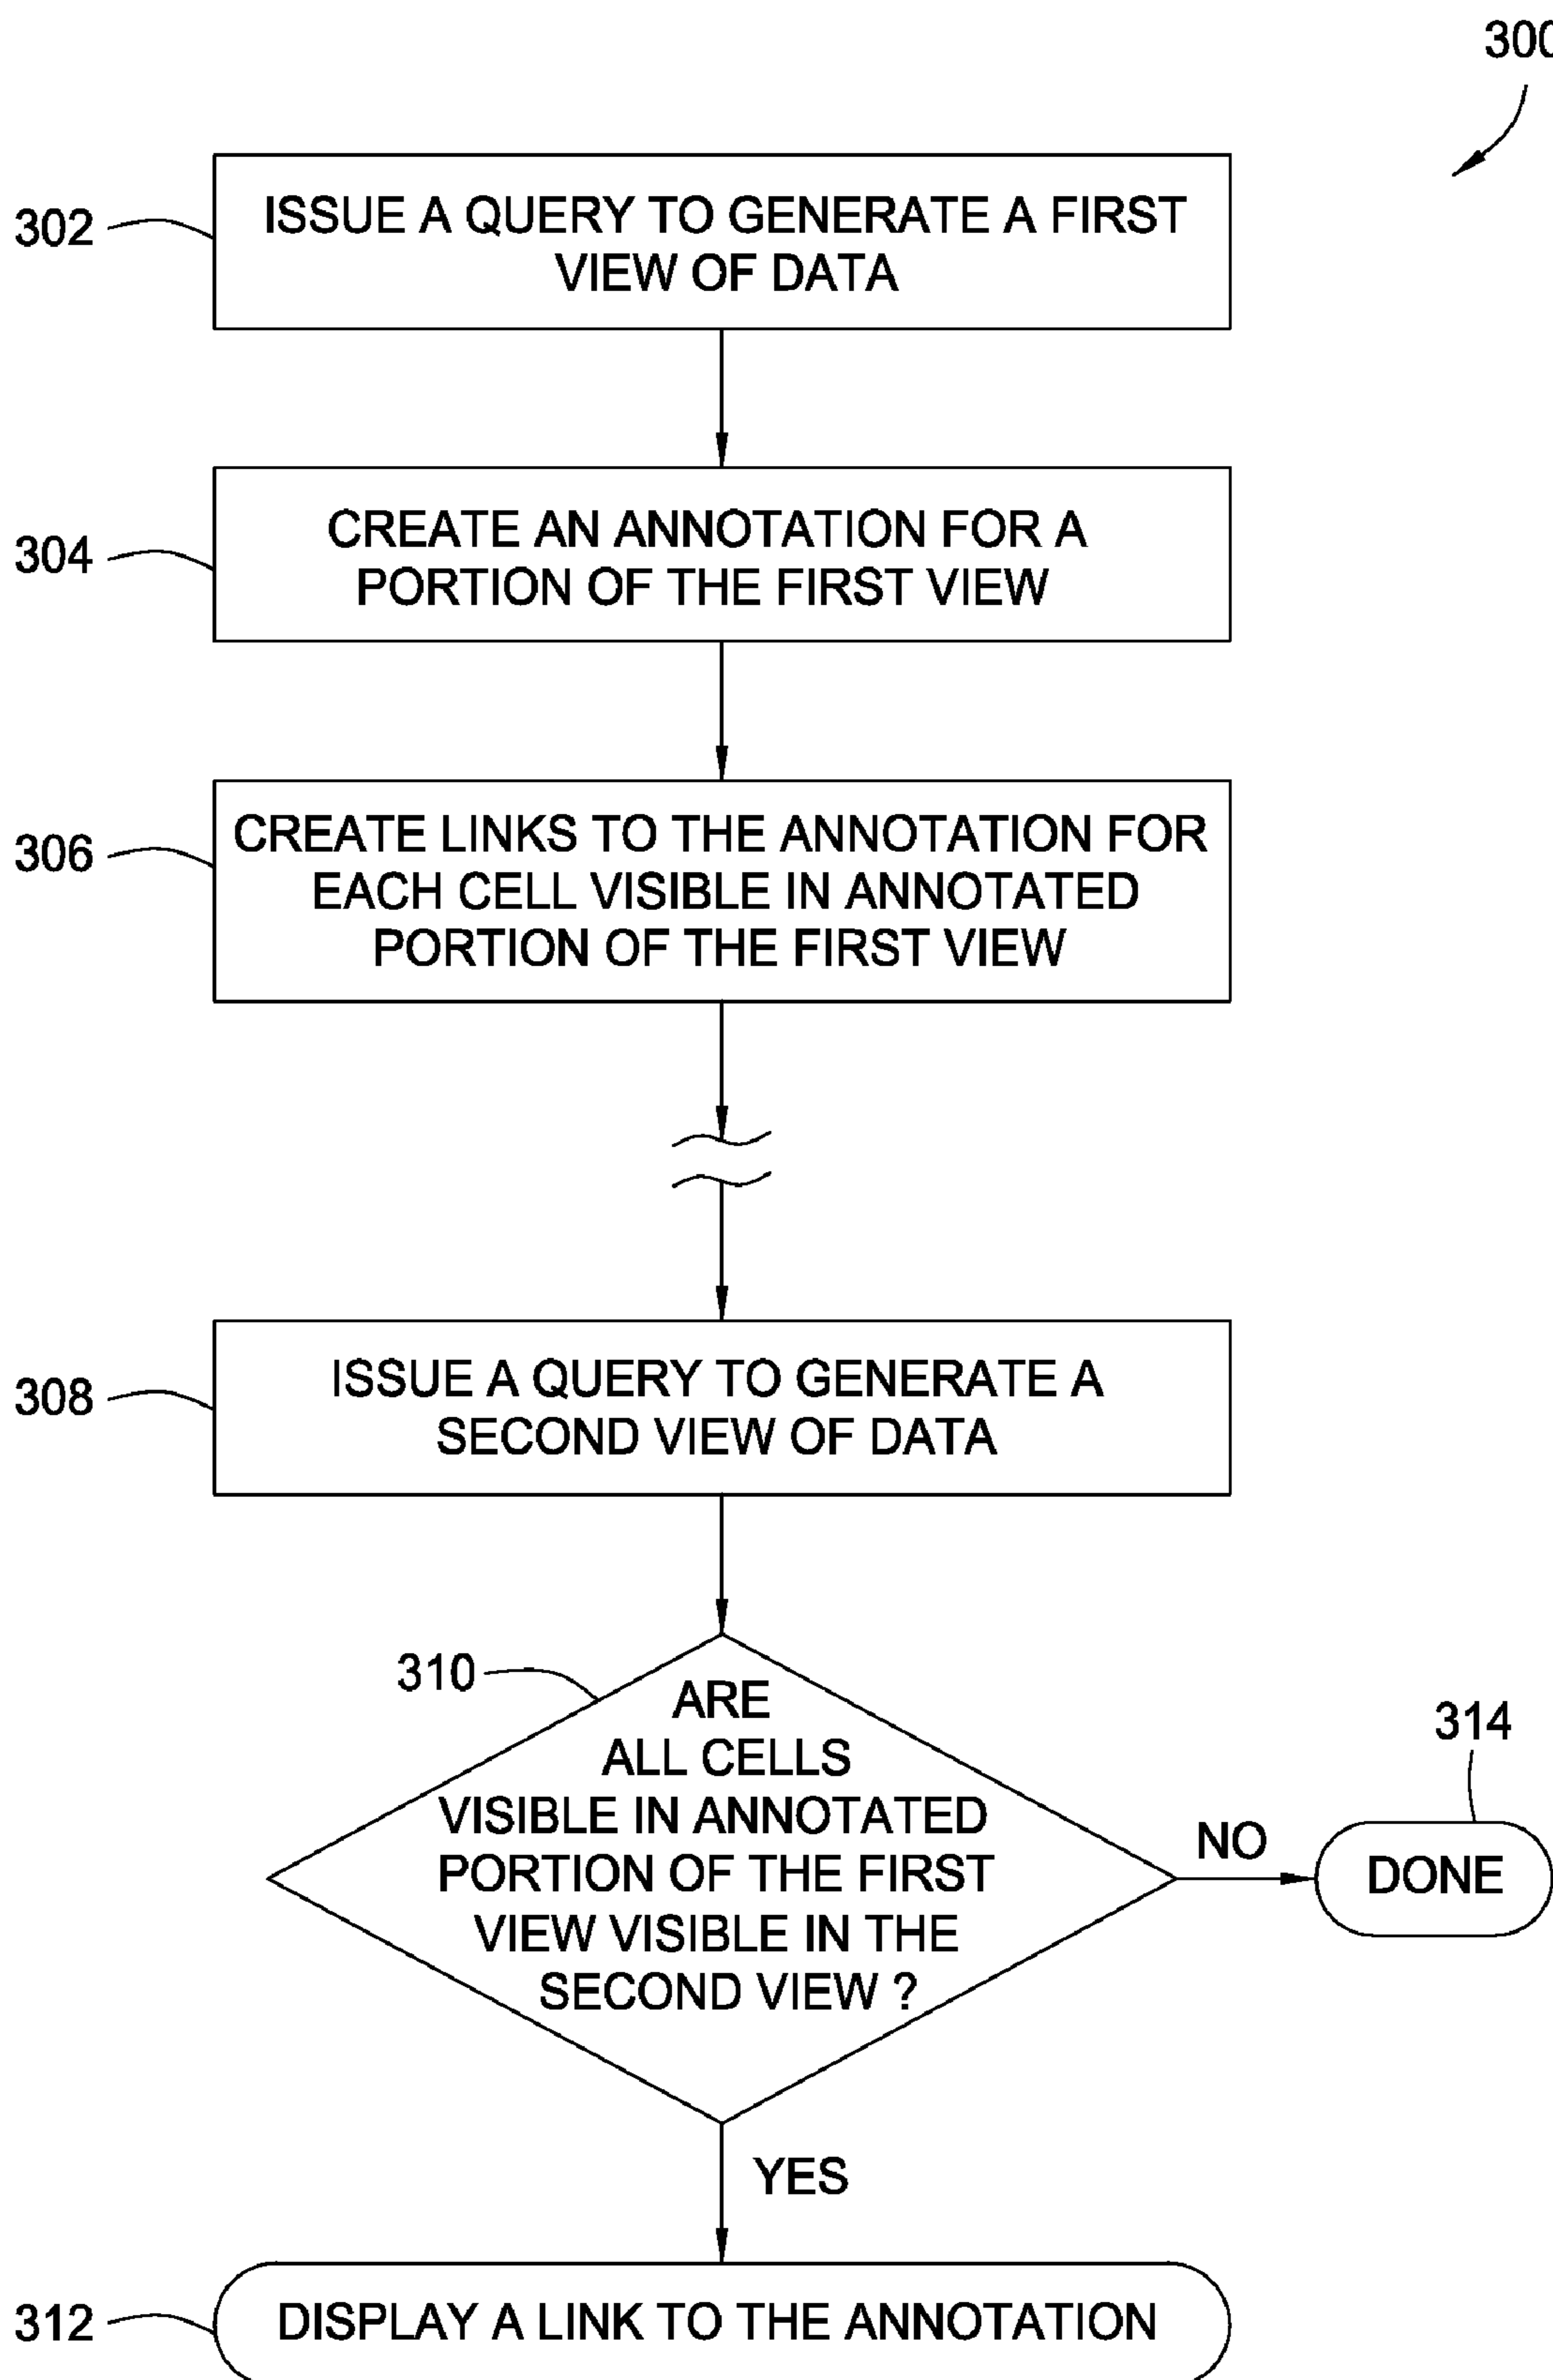 300
302
ISSUE A QUERY TO GENERATE A FIRST
VIEW OF DATA
304
CREATE AN ANNOTATION FOR A
PORTION OF THE FIRST VIEW
306
CREATE LINKS TO THE ANNOTATION FOR
EACH CELL VISIBLE IN ANNOTATED
PORTION OF THE FIRST VIEW
308
ISSUE A QUERY TO GENERATE A
SECOND VIEW OF DATA
310
ARE
ALL CELLS
VISIBLE IN ANNOTATED
PORTION OF THE FIRST
VIEW VISIBLE IN THE
SECOND VIEW ?
NO
314
DONE
YES
312
DISPLAY A LINK TO THE ANNOTATION